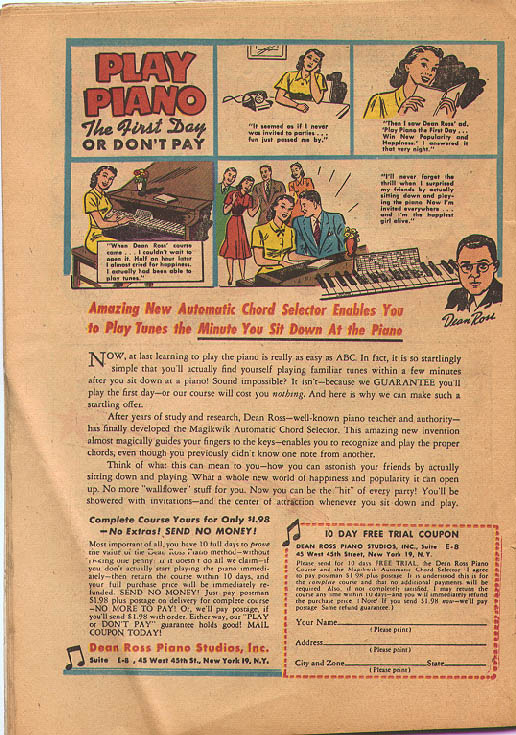 PLAY
PIANO
The First Day
OR DON'T PAY
"It seemed as if I never
was invited to parties . . .
fun just passed me by."
"Then I saw Dean Ross' ad.
'Play Piano the First Day . . .
Win New Popularity and
Happiness.' I answered it
that very night."
"When Dean Ross' course
came . . . I couldn't wait to
open it. Half an hour later
I almost cried for happiness.
I actually had been able to
play tunes."
"I'll never forget the
thrill when I surprised
my friends by actually
sitting down and play-
ing the piano Now I'm
invited everywhere . . .
and I'm the happiest
girl alive."
Dean Ross
Amazing New Automatic Chord Selector Enables You
to Play Tunes the Minute You Sit Down At the Piano
NOW, at last learning to play the piano is really as easy as ABC. In fact, it is so startlingly
simple that you'll actually find yourself playing familiar tunes within a few minutes
after you sit down at a piano! Sound impossible? It isn't—because we GUARANTEE you'll
play the first day—or our course will cost you nothing. And here is why we can make such a
startling offer.
After years of study and research, Dean Ross—well-known piano teacher and authority—
has finally developed the Magikwik Automatic Chord Selector. This amazing new invention
almost magically guides your fingers to the keys—enables you to recognize and play the proper
chords, even though you previously didn't know one note from another.
Think of what this can mean to you—how you can astonish your friends by actually
sitting down and playing. What a whole new world of happiness and popularity it can open
up. No more "wallflower" stuff for you. Now you can be the "hit" of every party! You'll be
showered with invitations—and the center of attraction whenever you sit down and play.
Complete Course Yours for Only $1.98
—No Extras! SEND NO MONEY!
Most important of all, you have 10 full days to prove
the value of the Dean Ross Piano method—without
risking one penny! If it doesn't do all we claim—if
you don't actually start playing the piano immedi-
ately—then return the course within 10 days, and
your full purchase price will be immediately re-
funded. SEND NO MONEY! Just pay postman
$1.98 plus postage on delivery for complete course
—NO MORE TO PAY! Or, we'll pay postage, if
you send $1.98 with order. Either way, our "PLAY
or DON'T PAY" guarantee holds good! MAIL
COUPON TODAY!
Dean Ross Piano Studios, Inc.
Suite E-8, 45 West 45th St., New York 19, N.Y.
10 DAY FREE TRIAL COUPON
DEAN ROSS PIANO STUDIOS, INC., Suite E-8
45 West 45th Street, New York 19, N.Y.
Please send for 10 days FREE TRIAL, the Dean Ross Piano
Course and the Magikwik Automatic Chord Selector. I agree
to pay postman $1.98 plus postage. It is understood this is for
the complete course and that no additional payments will be
required. Also, if not completely satisfied, I may return the
course any time within 10 days—and you will immediately refund
the purchase price. (Note: If you send $1.98 now—we'll pay
postage. Same refund guarantee.)
Your Name
(Please print)
Address
(Please print)
City and Zone State
(Please print)